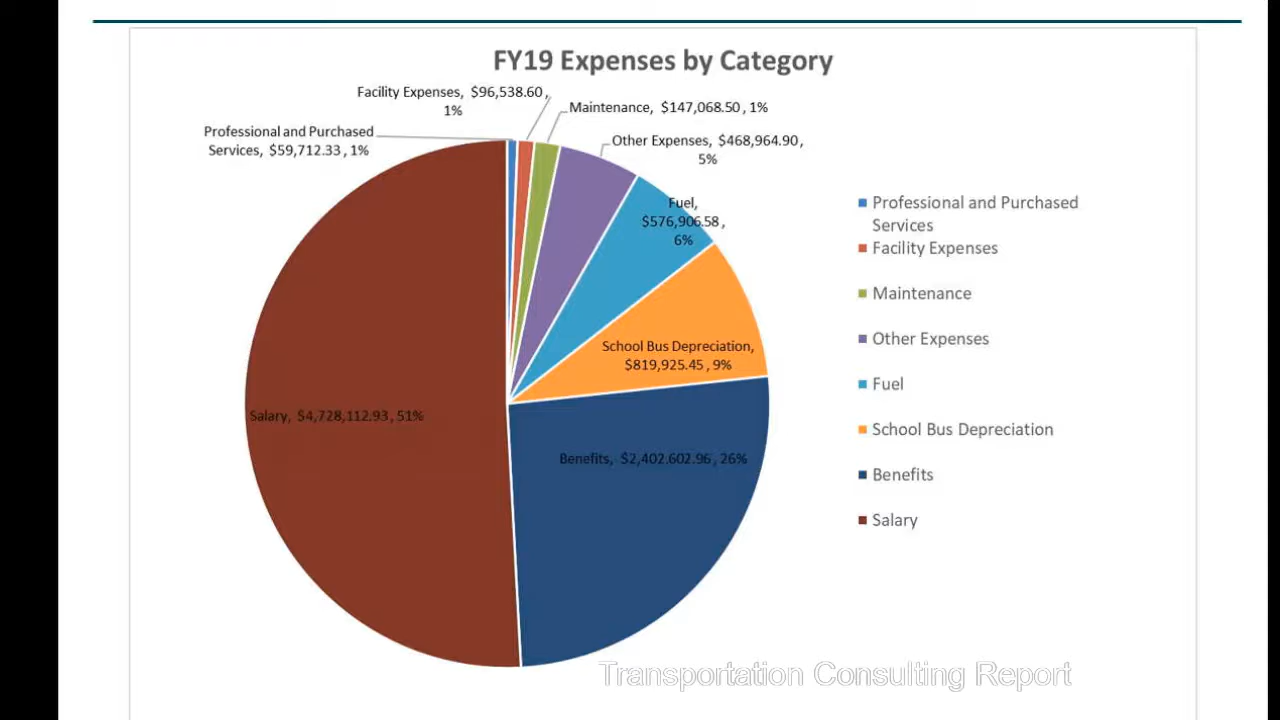 FY19 Expenses by Category
Facility Expenses, $96,538.60,
1%
Maintenance, $147,068.50, 1%
Professional and Purchased
Services, $59,712.33, 1%
Other Expenses, $468,964.90,
5%
Fuel,
$576,906.58,
6%
School Bus Depreciation,
$819,925.45, 9%
Salary, $4,728,112.93, 51%
Benefits, $2,402,602.96, 26%
Professional and Purchased
Services
Facility Expenses
Maintenance
Other Expenses
Fuel
School Bus Depreciation
Benefits
Salary
Transportation Consulting Report